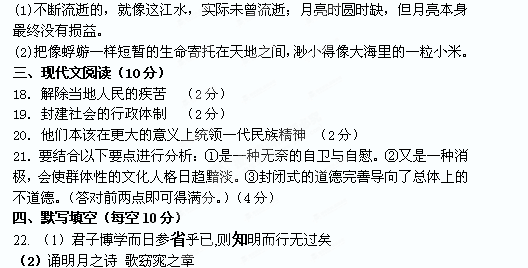 (1)不断流逝的，就像这江水，实际未曾流逝；月亮时圆时缺，但月亮本身
最终没有损益。
(2)把像蜉蝣一样短暂的生命寄托在天地之间，渺小得像大海里的一粒小米。
三、现代文阅读（10分）
18．解除当地人民的疾苦 （2分）
19．封建社会的行政体制 （2分）
20．他们本该在更大的意义上统领一代民族精神 （2分）
21．要结合以下要点进行分析：①是一种无奈的自卫与自慰。②又是一种消
极，会使群体性的文化人格日趋黯淡。③封闭式的道德完善导向了总体上的
不道德。（答对前两点即可得满分。）（4分）
四、默写填空（每空10分）
22．（1）君子博学而日参省乎已,则知明而行无过矣
（2）诵明月之诗 歌窈窕之章